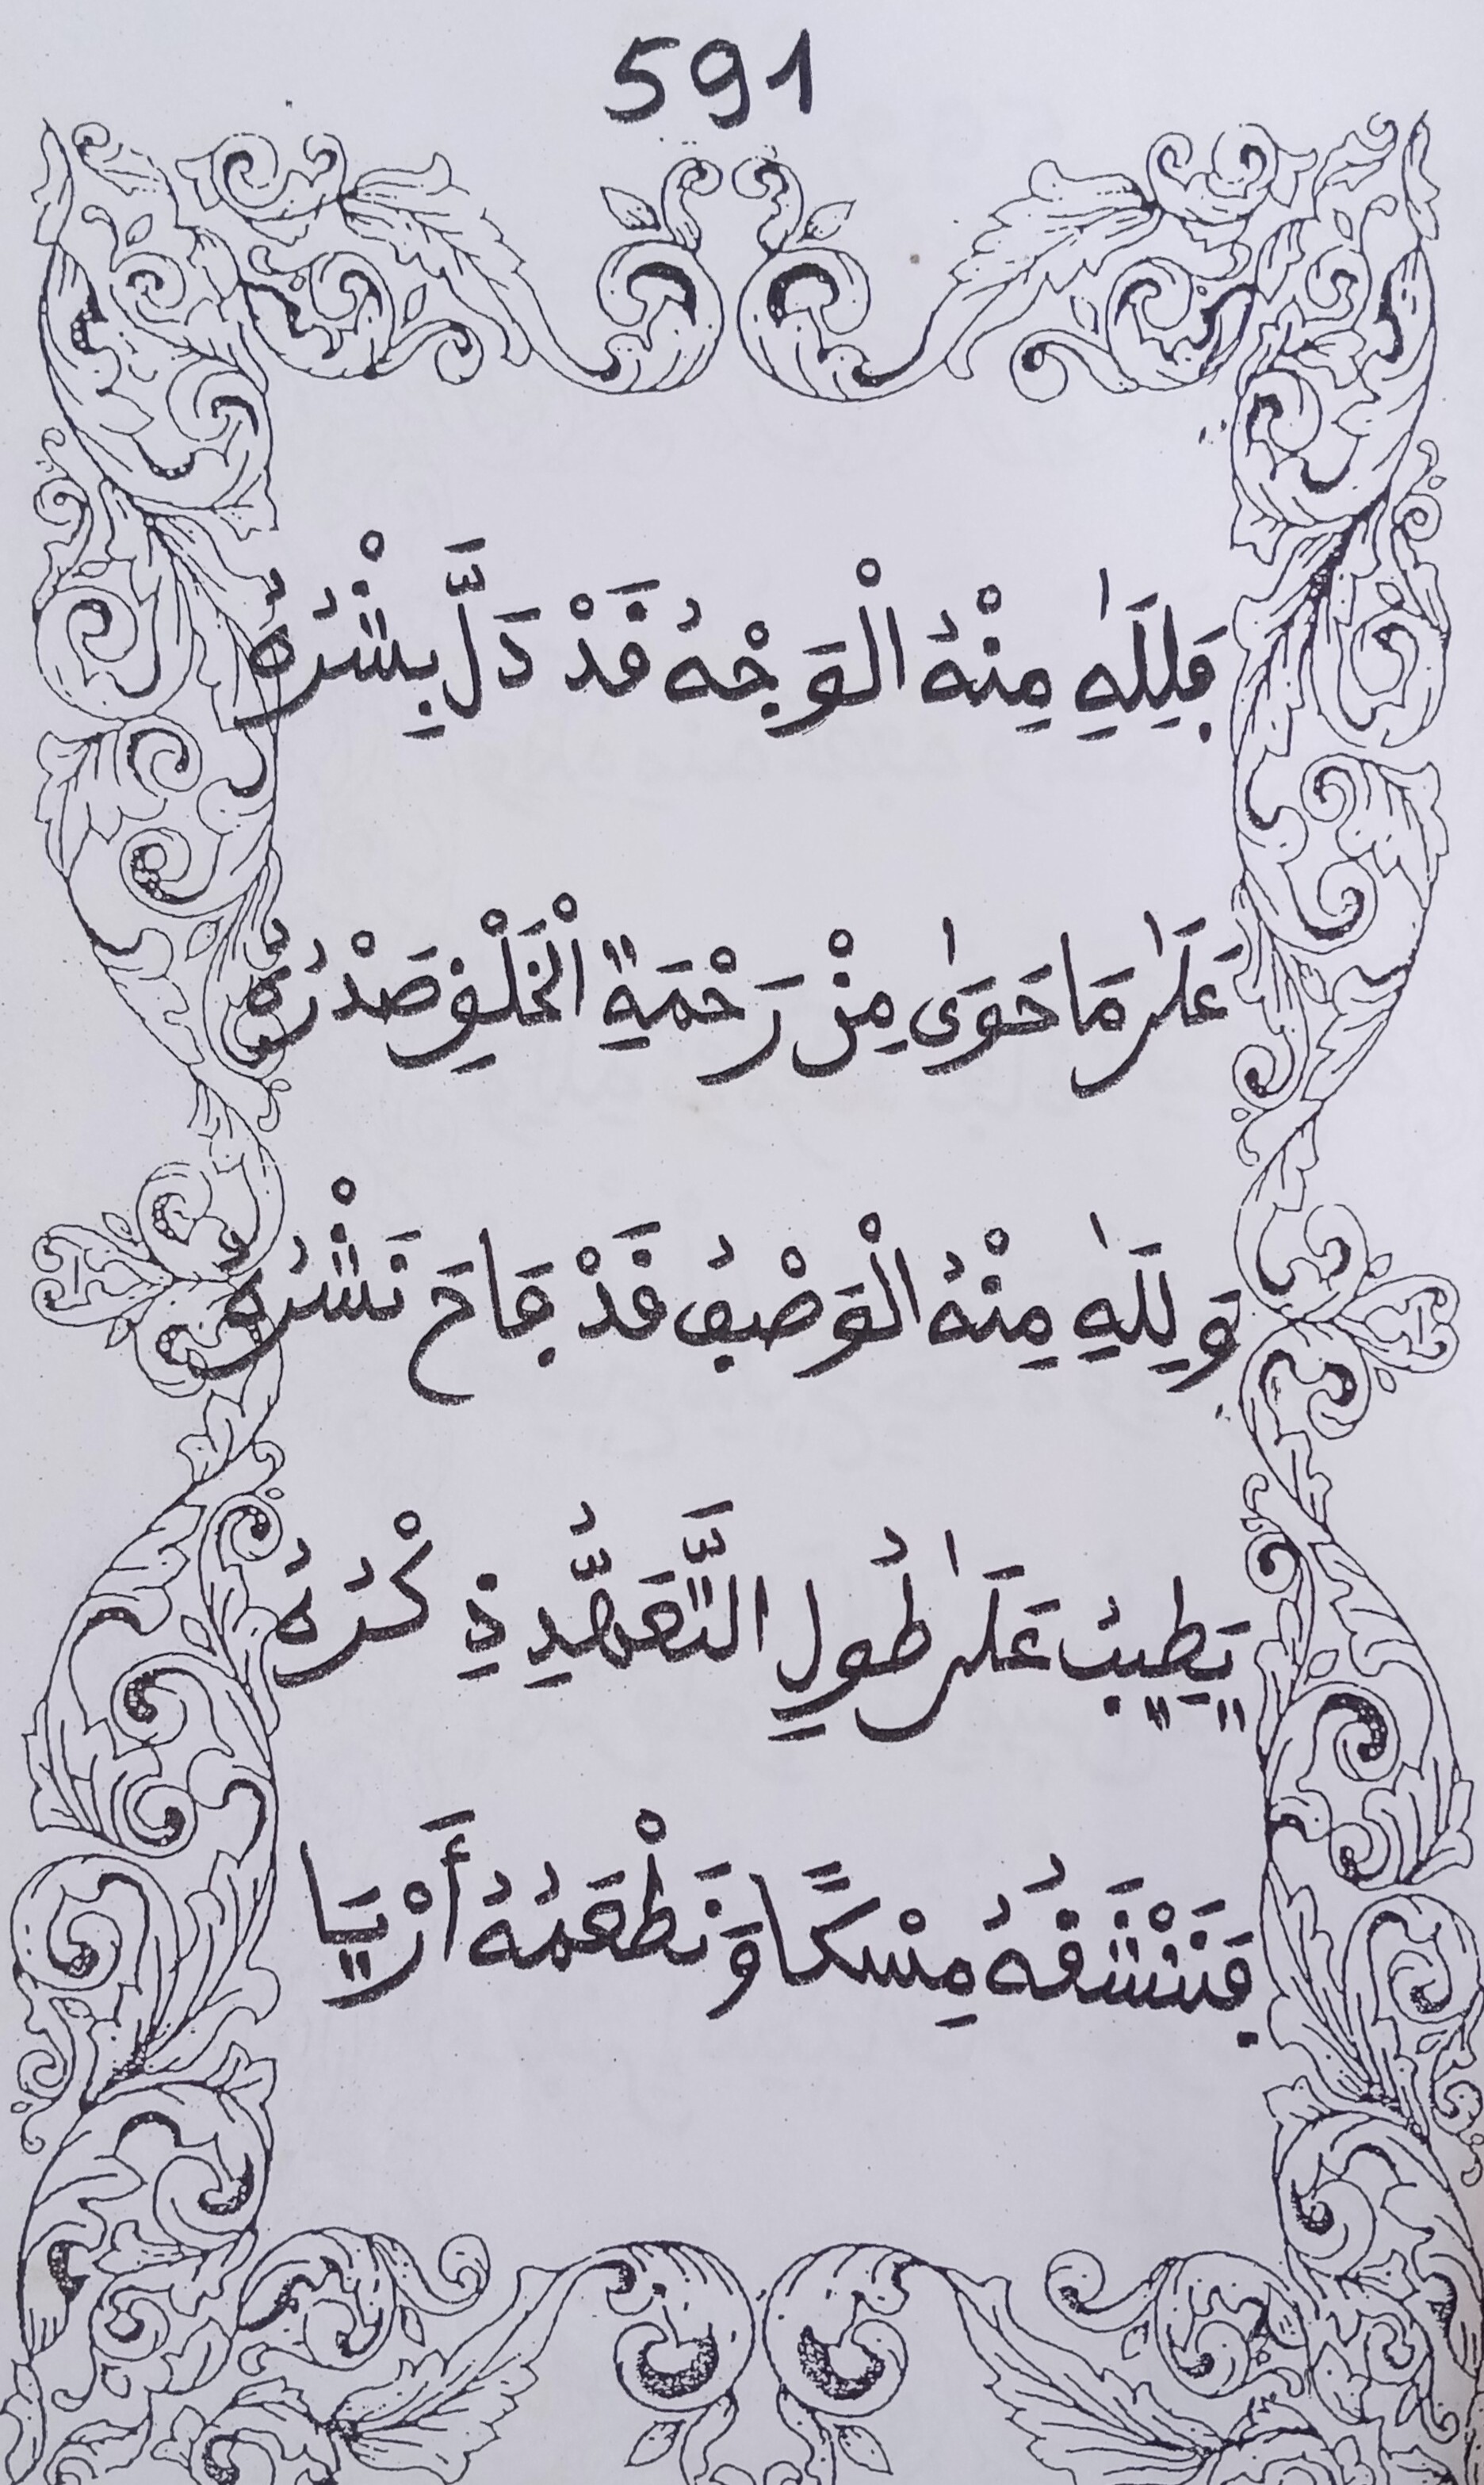 591
فَلِلَّهِ مِنْهُ الْوَجْهُ قَدْ دَلَّ بِشْرُهُ
عَلَىٰ مَا حَوَىٰ مِنْ رَحْمَةِ الْخَلْقِ صَدْرُهُ
وَلِلَّهِ مِنْهُ الْوَصْفُ قَدْ فَاحَ نَشْرُهُ
يَطِيبُ عَلَىٰ طُولِ التَّعَهُّدِ ذِكْرُهُ
فَنَنْشَقُهُ مِسْكًا وَنَطْعَمُهُ أَرْيَا